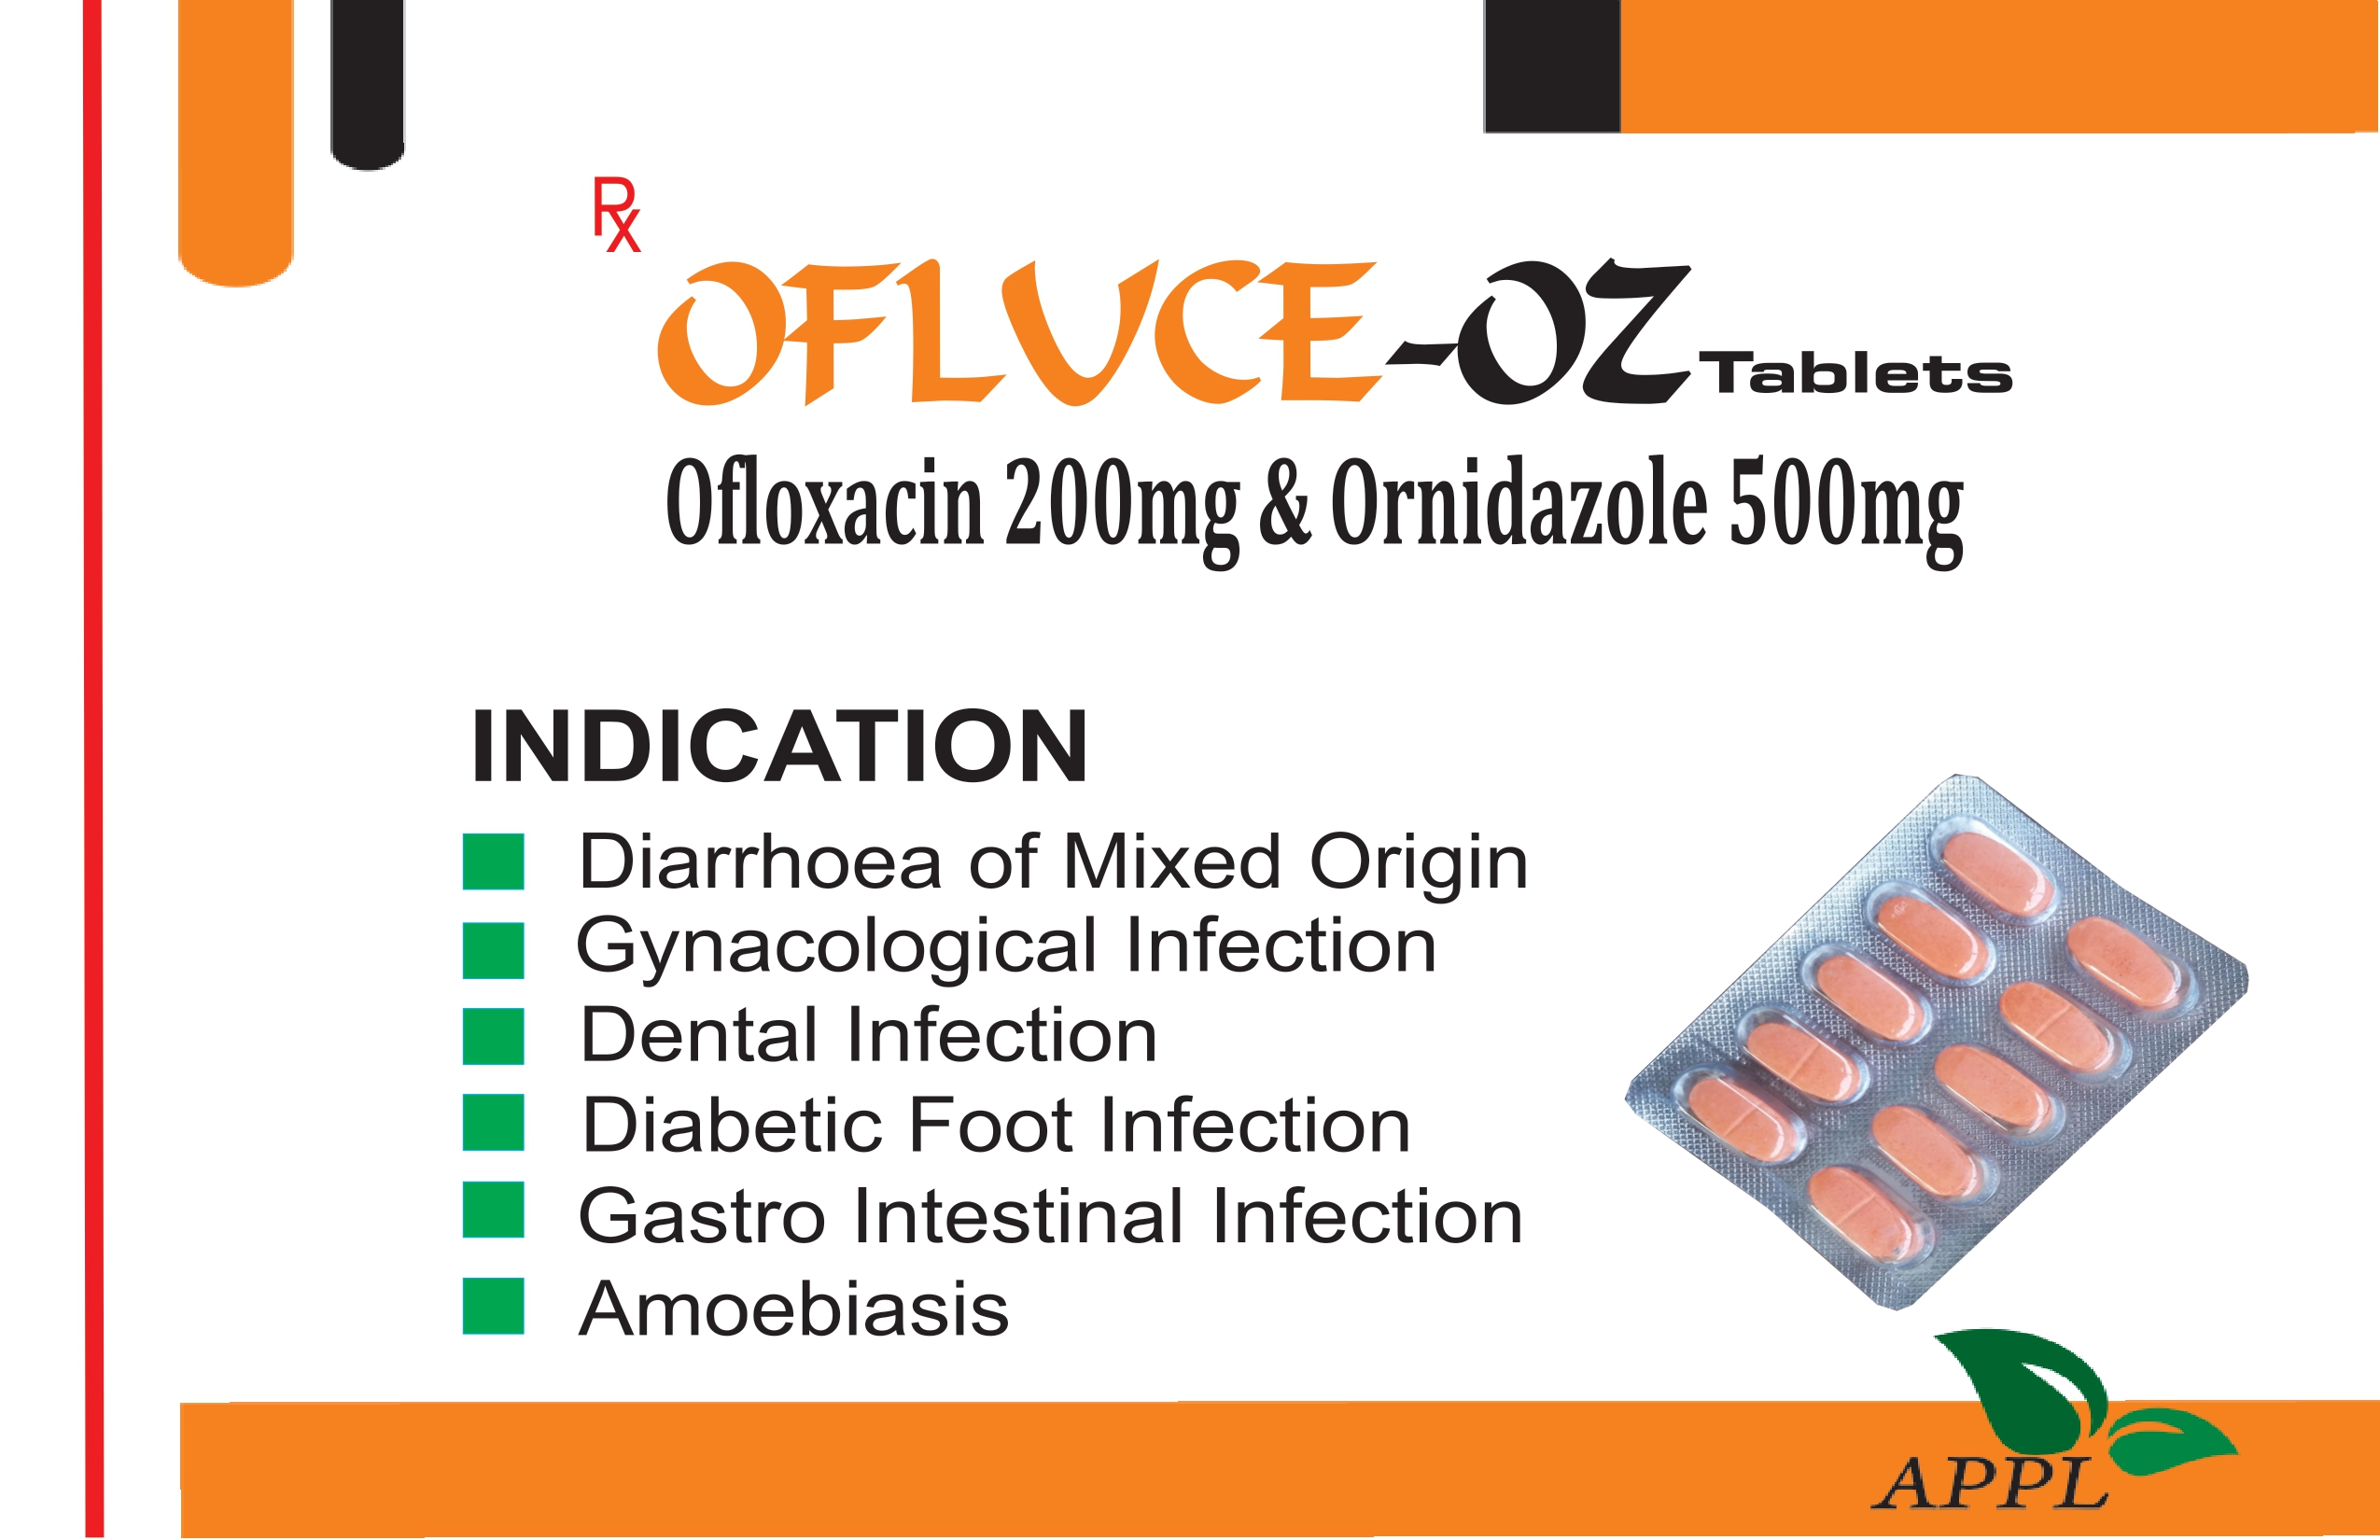 Rx
OFLUCE-OZ Tablets
Ofloxacin 200mg & Ornidazole 500mg
INDICATION
Diarrhoea of Mixed Origin
Gynacological Infection
Dental Infection
Diabetic Foot Infection
Gastro Intestinal Infection
Amoebiasis
APPL